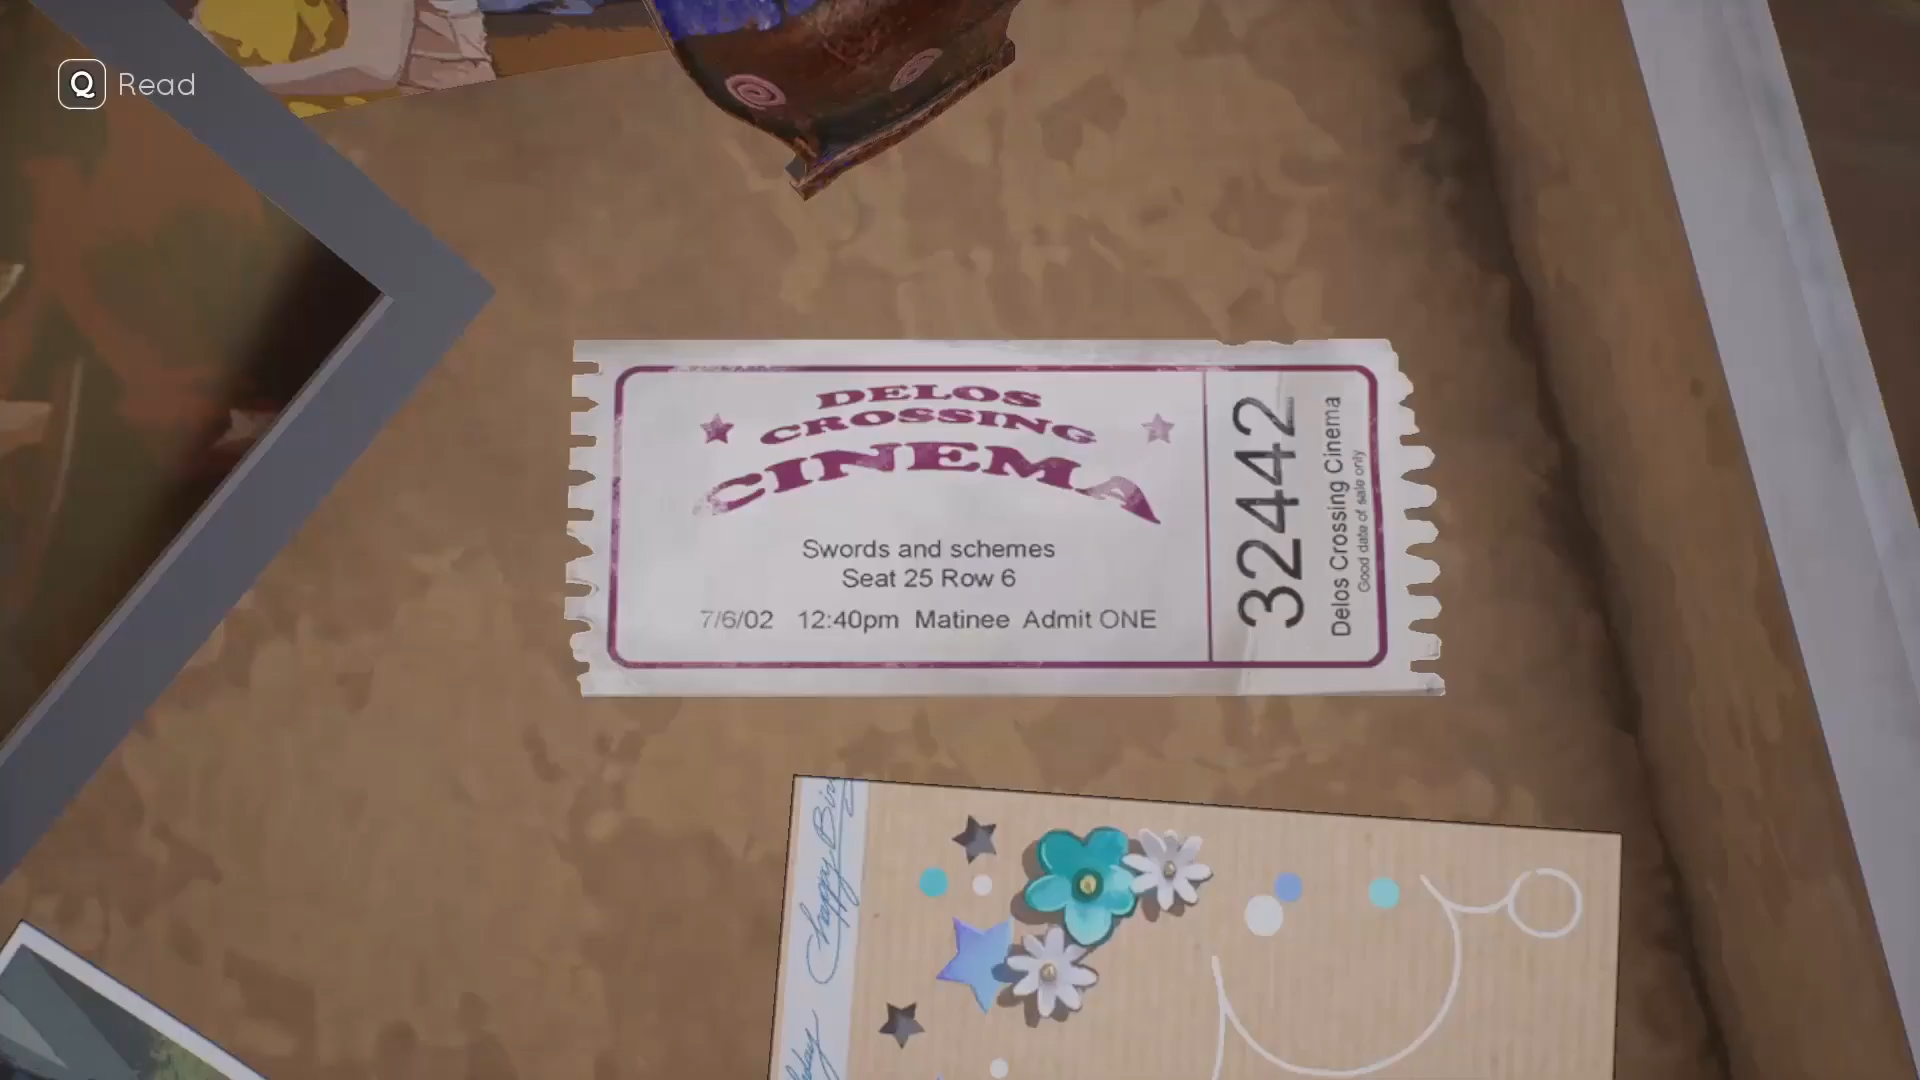 Q Read
DELOS
CROSSING
CINEMA
Swords and schemes
Seat 25 Row 6
7/6/02 12:40pm Matinee Admit ONE
32442
Delos Crossing Cinema
Good date of sale only
happy